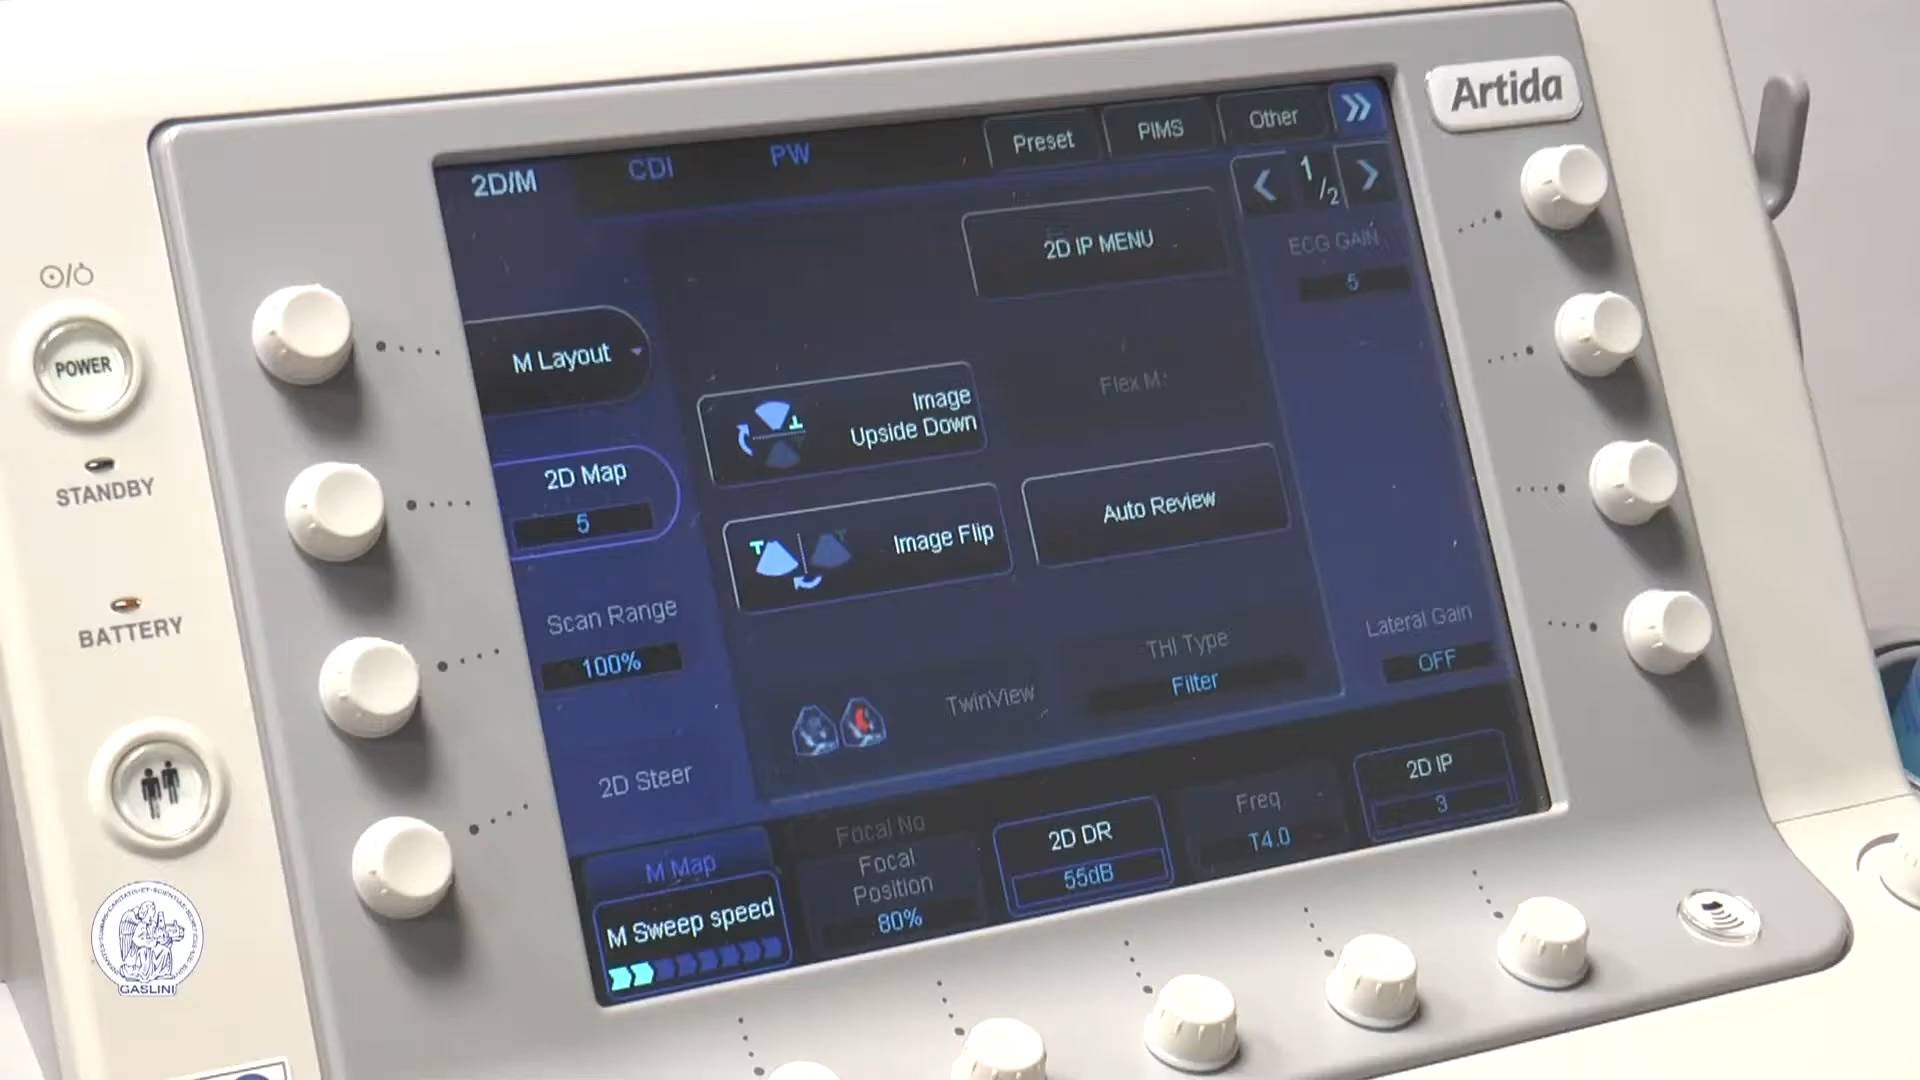 Artida
2D/M
CDI
PW
Preset
PIMS
Other
1/2
2D IP MENU
ECG GAIN
5
M Layout
Image
Upside Down
Flex M
2D Map
5
Image Flip
Auto Review
Scan Range
100%
TwinView
THI Type
Filter
Lateral Gain
OFF
2D Steer
M Map
M Sweep speed
Focal No
Focal
Position
80%
2D DR
55dB
Freq
T4.0
2D IP
3
POWER
STANDBY
BATTERY
GASLINI